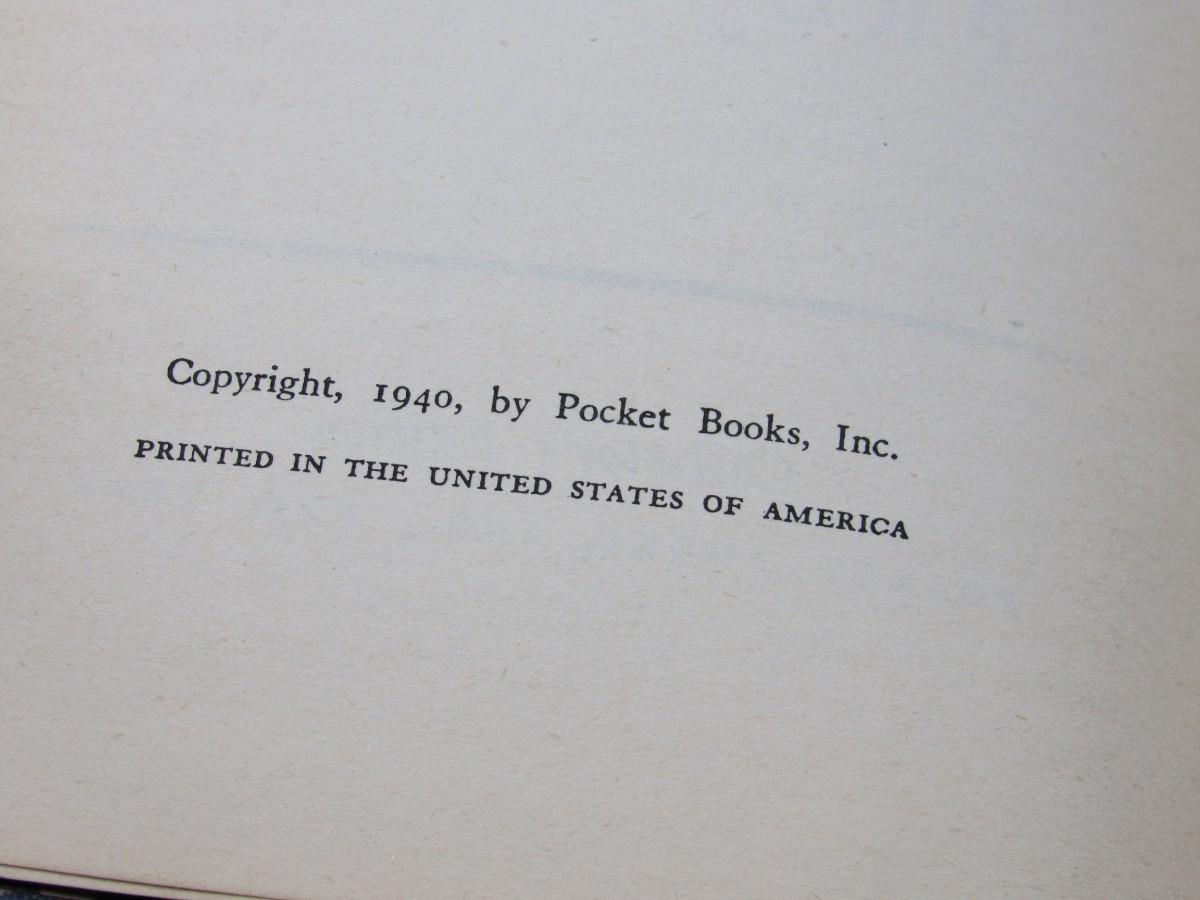 Copyright, 1940, by Pocket Books, Inc.
PRINTED IN THE UNITED STATES OF AMERICA